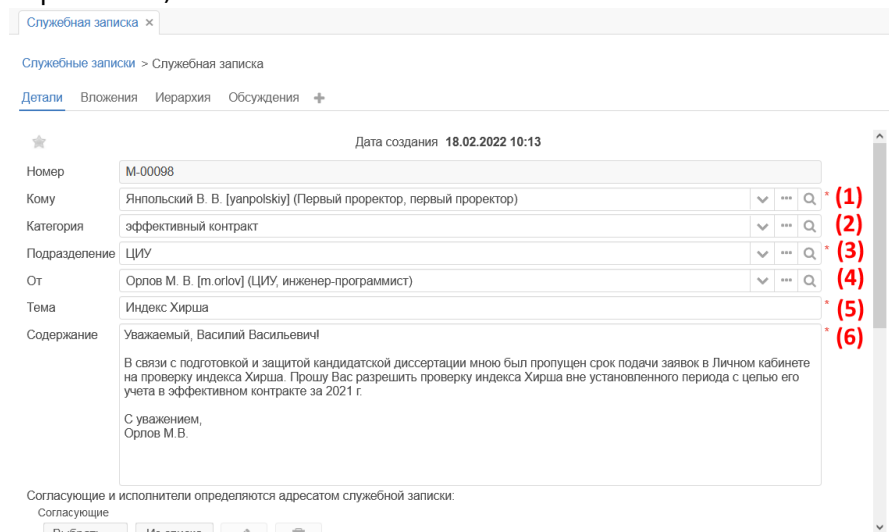 Служебная записка ×
Служебные записки > Служебная записка
Детали Вложения Иерархия Обсуждения +
Дата создания 18.02.2022 10:13
Номер M-00098
Кому Янпольский В. В. [yanpolskiy] (Первый проректор, первый проректор) * (1)
Категория эффективный контракт (2)
Подразделение ЦИУ * (3)
От Орлов М. В. [m.orlov] (ЦИУ, инженер-программист) (4)
Тема Индекс Хирша * (5)
Содержание Уважаемый, Василий Васильевич! * (6)
В связи с подготовкой и защитой кандидатской диссертации мною был пропущен срок подачи заявок в Личном кабинете
на проверку индекса Хирша. Прошу Вас разрешить проверку индекса Хирша вне установленного периода с целью его
учета в эффективном контракте за 2021 г.
С уважением,
Орлов М.В.
Согласующие и исполнители определяются адресатом служебной записки:
Согласующие